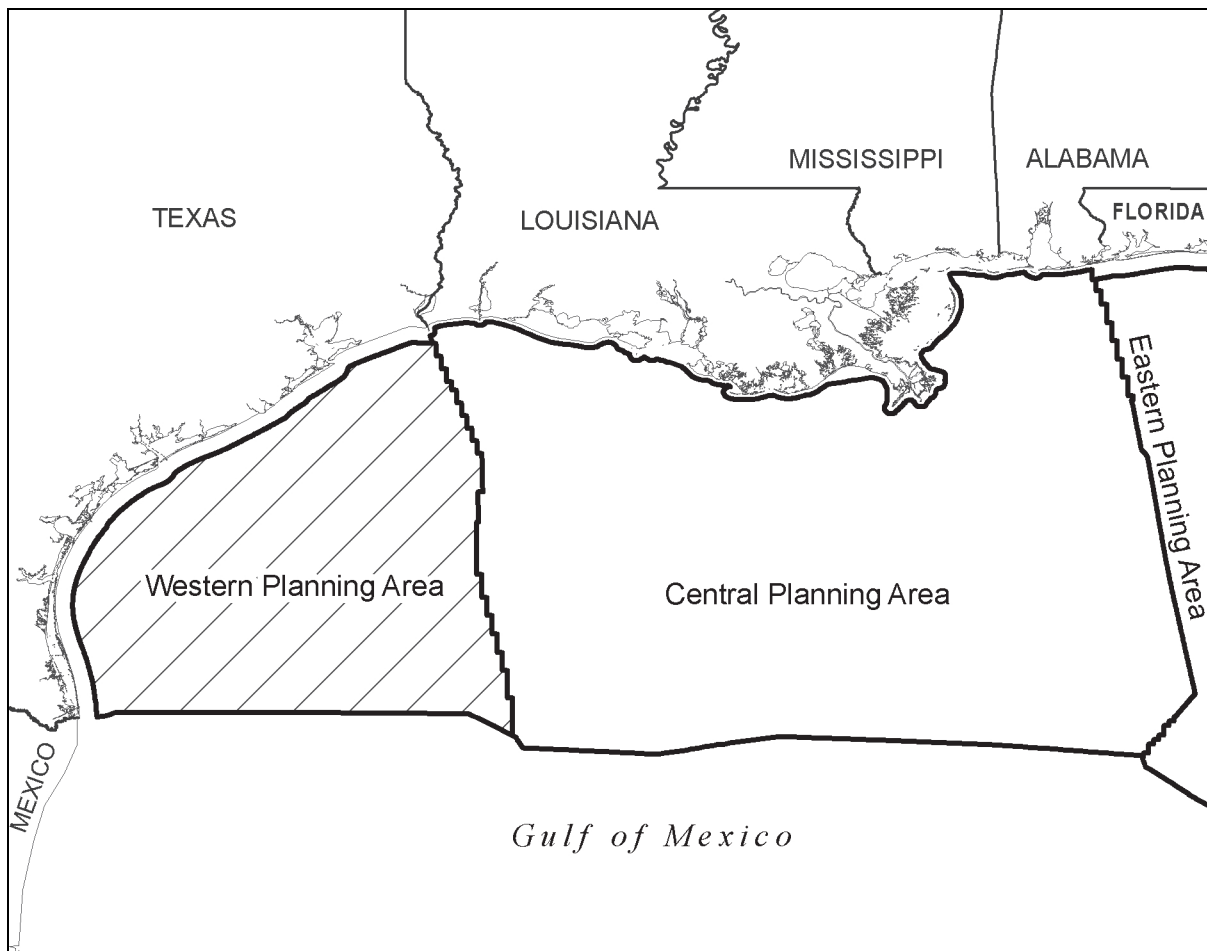 MISSISSIPPI
ALABAMA
TEXAS
LOUISIANA
FLORIDA
Eastern Planning Area
Western Planning Area
Central Planning Area
MEXICO
Gulf of Mexico